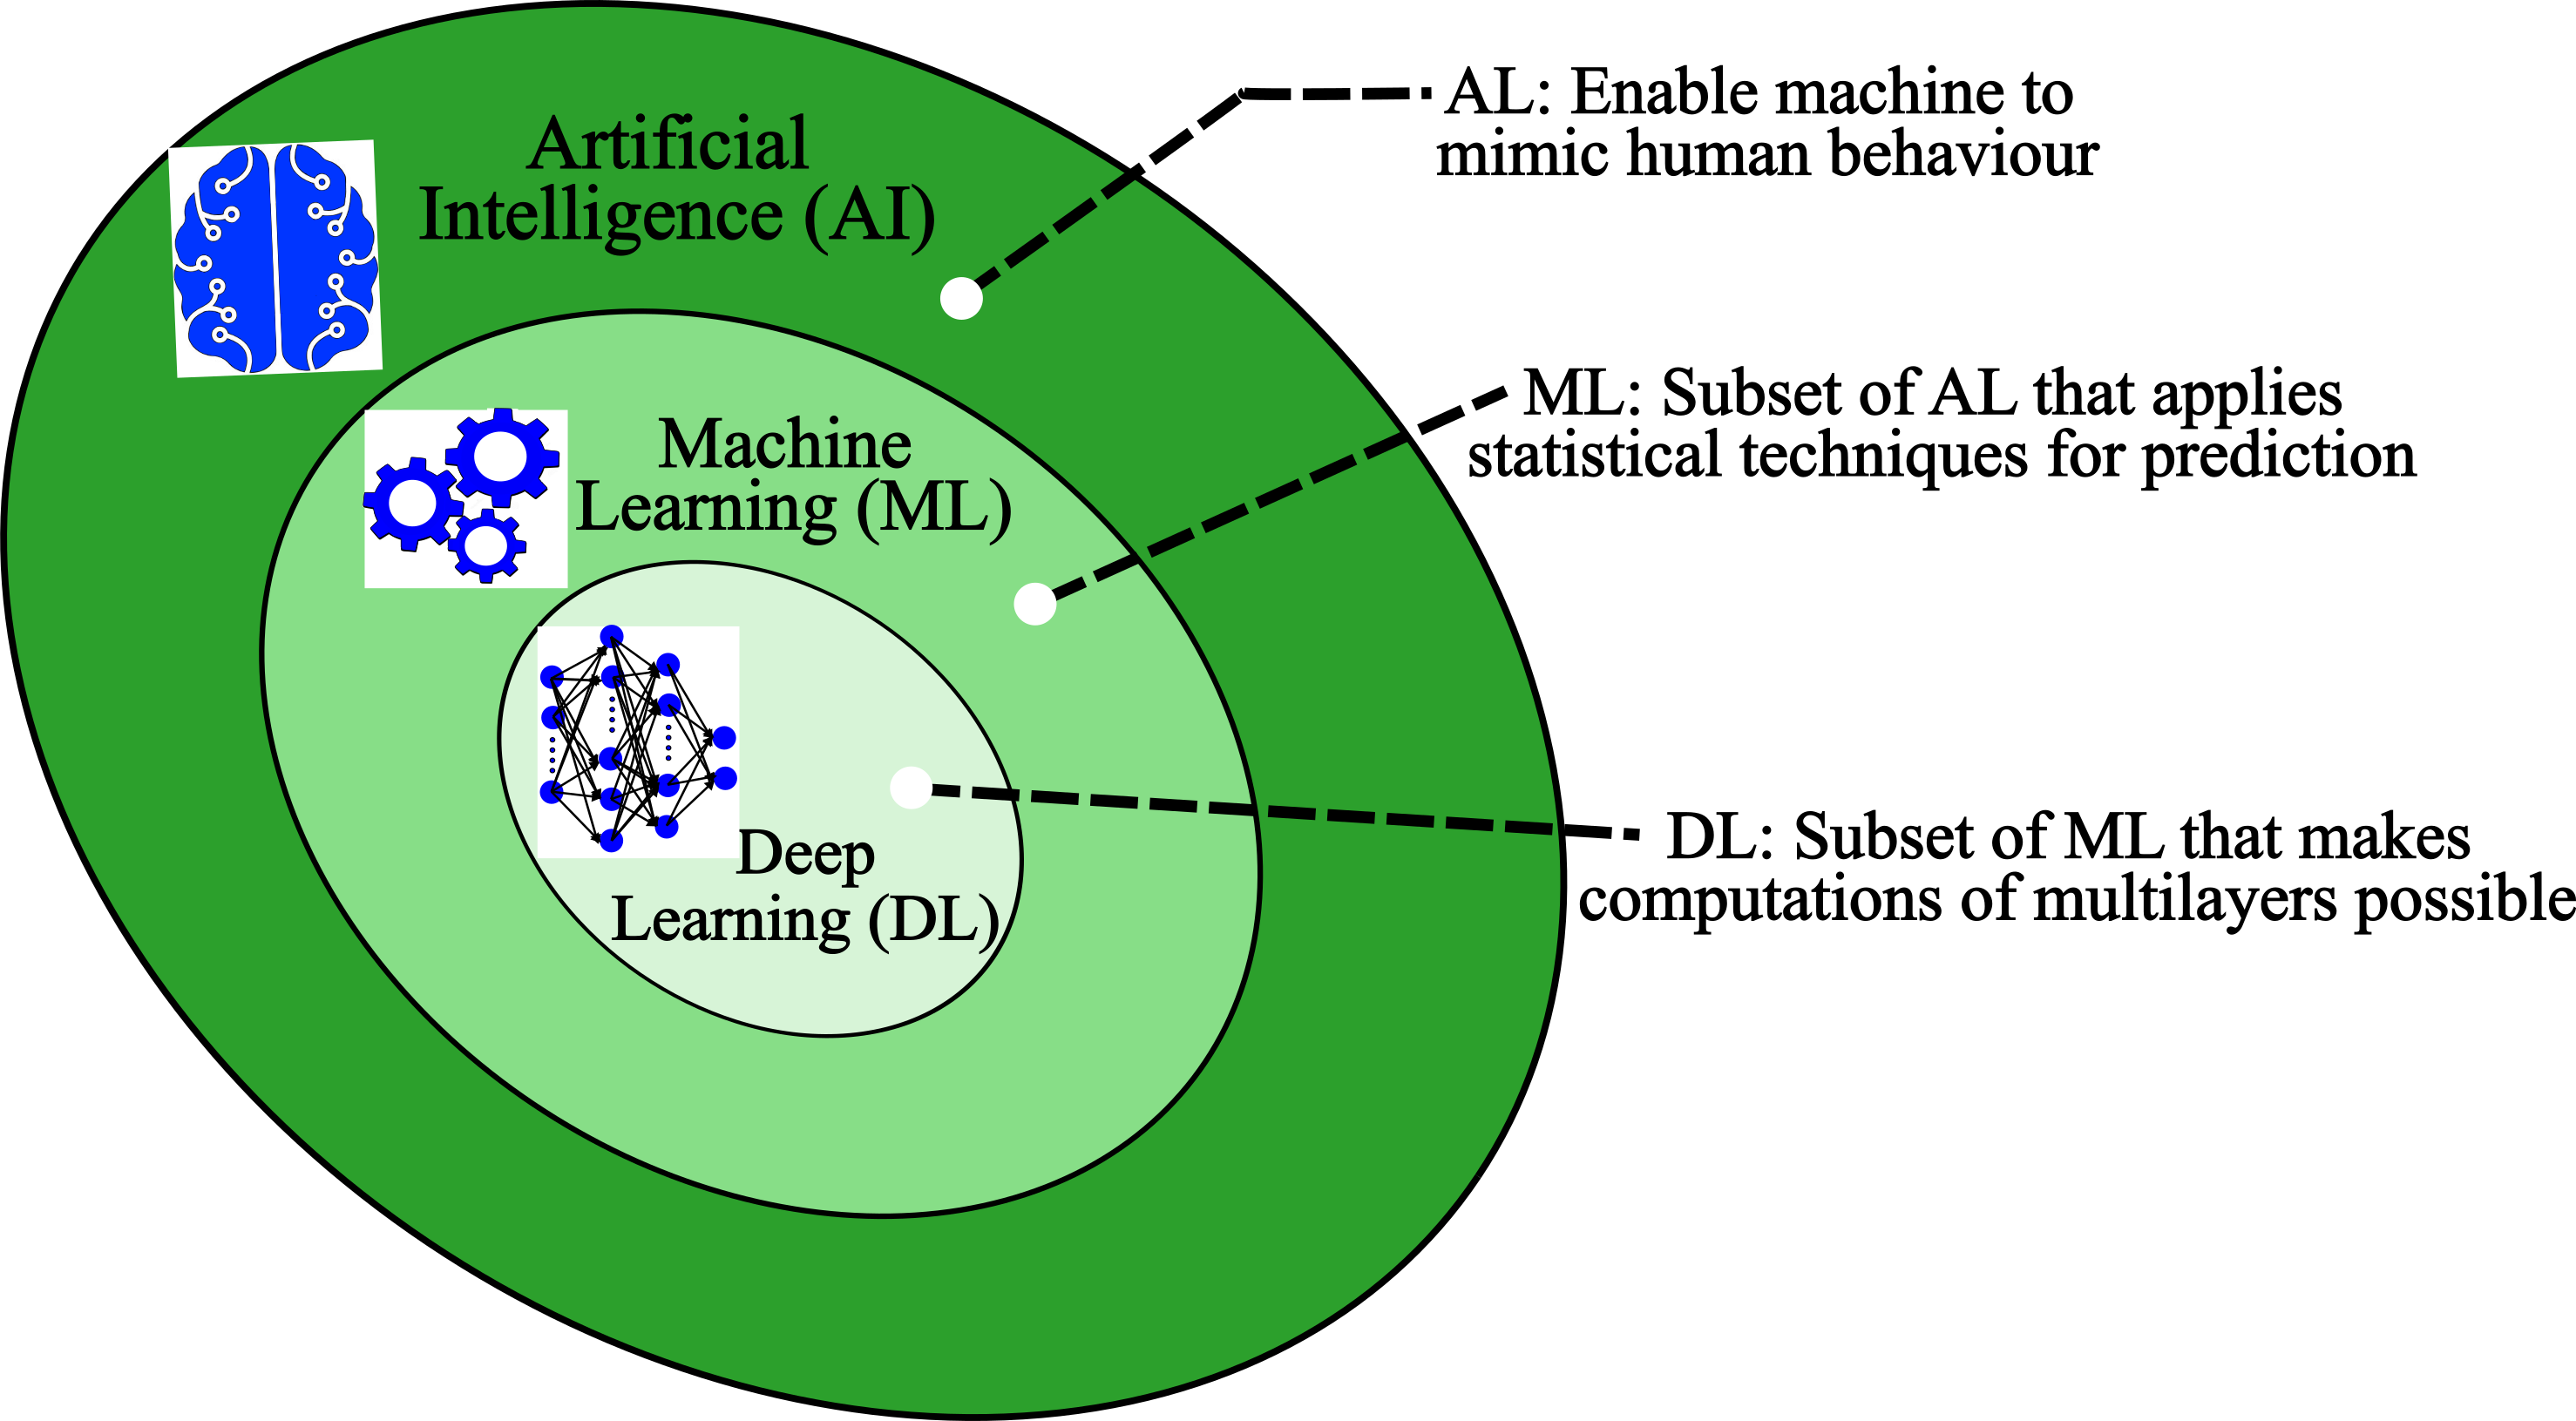 Artificial
Intelligence (AI)
AL: Enable machine to
mimic human behaviour
Machine
Learning (ML)
ML: Subset of AL that applies
statistical techniques for prediction
Deep
Learning (DL)
DL: Subset of ML that makes
computations of multilayers possible